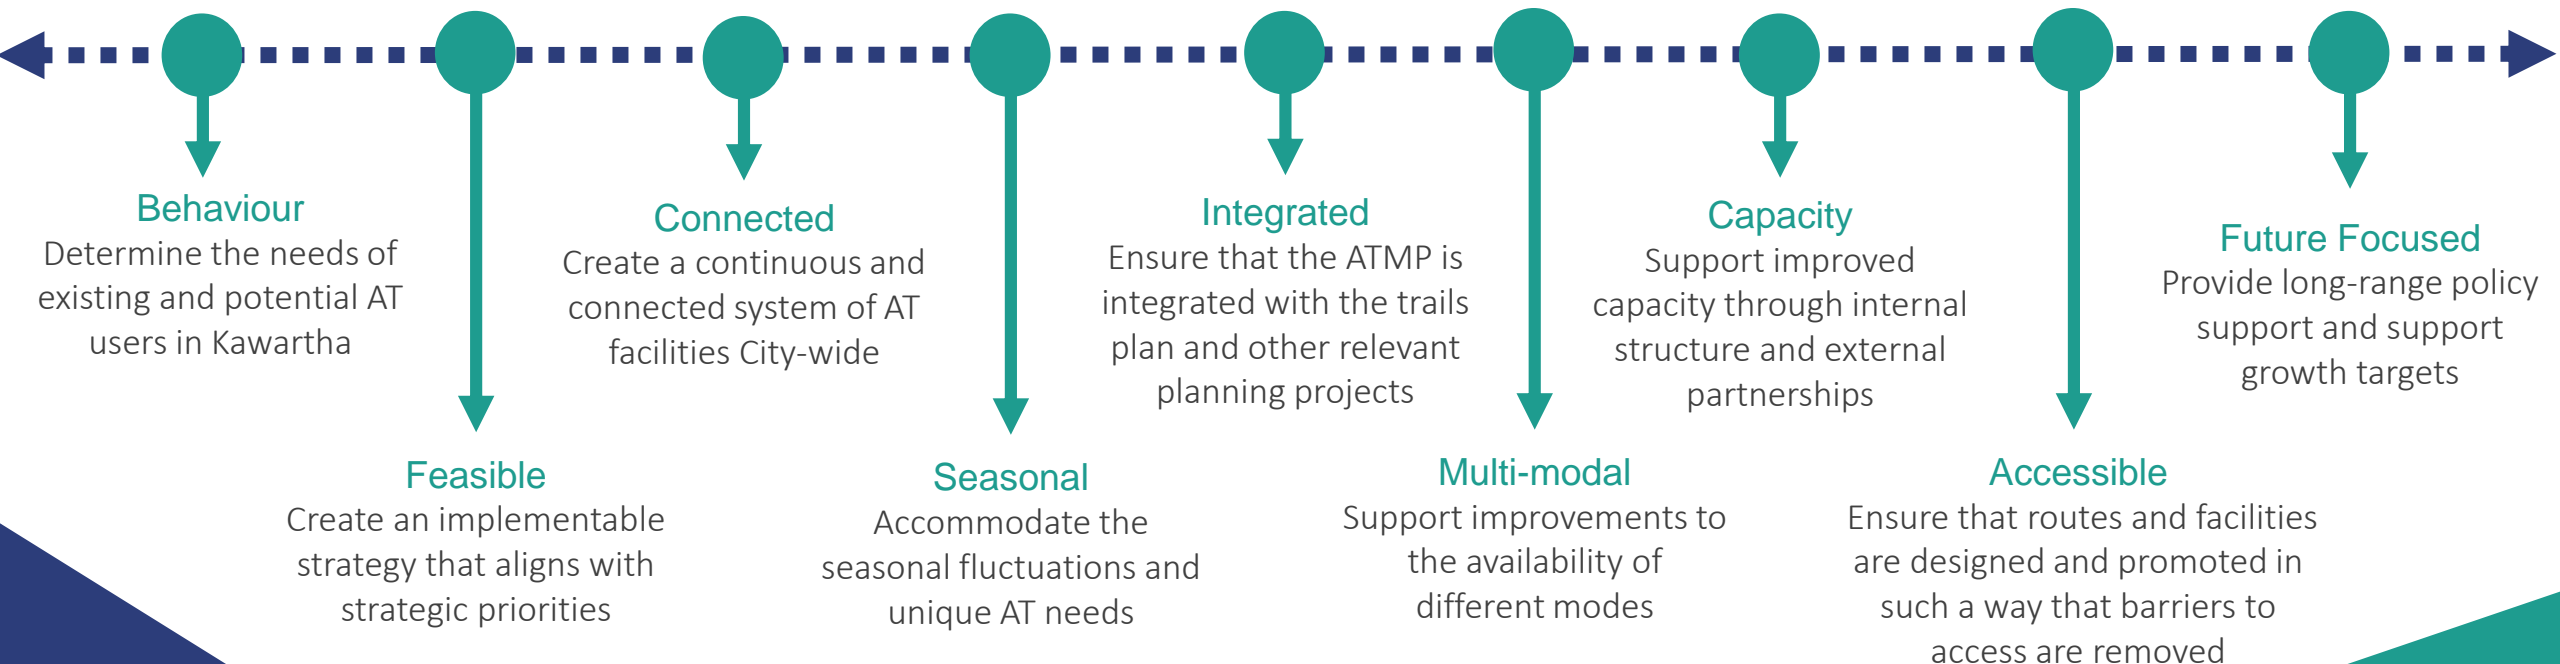 Behaviour
Determine the needs of
existing and potential AT
users in Kawartha
Feasible
Create an implementable
strategy that aligns with
strategic priorities
Connected
Create a continuous and
connected system of AT
facilities City-wide
Seasonal
Accommodate the
seasonal fluctuations and
unique AT needs
Integrated
Ensure that the ATMP is
integrated with the trails
plan and other relevant
planning projects
Multi-modal
Support improvements to
the availability of
different modes
Capacity
Support improved
capacity through internal
structure and external
partnerships
Accessible
Ensure that routes and facilities
are designed and promoted in
such a way that barriers to
access are removed
Future Focused
Provide long-range policy
support and support
growth targets